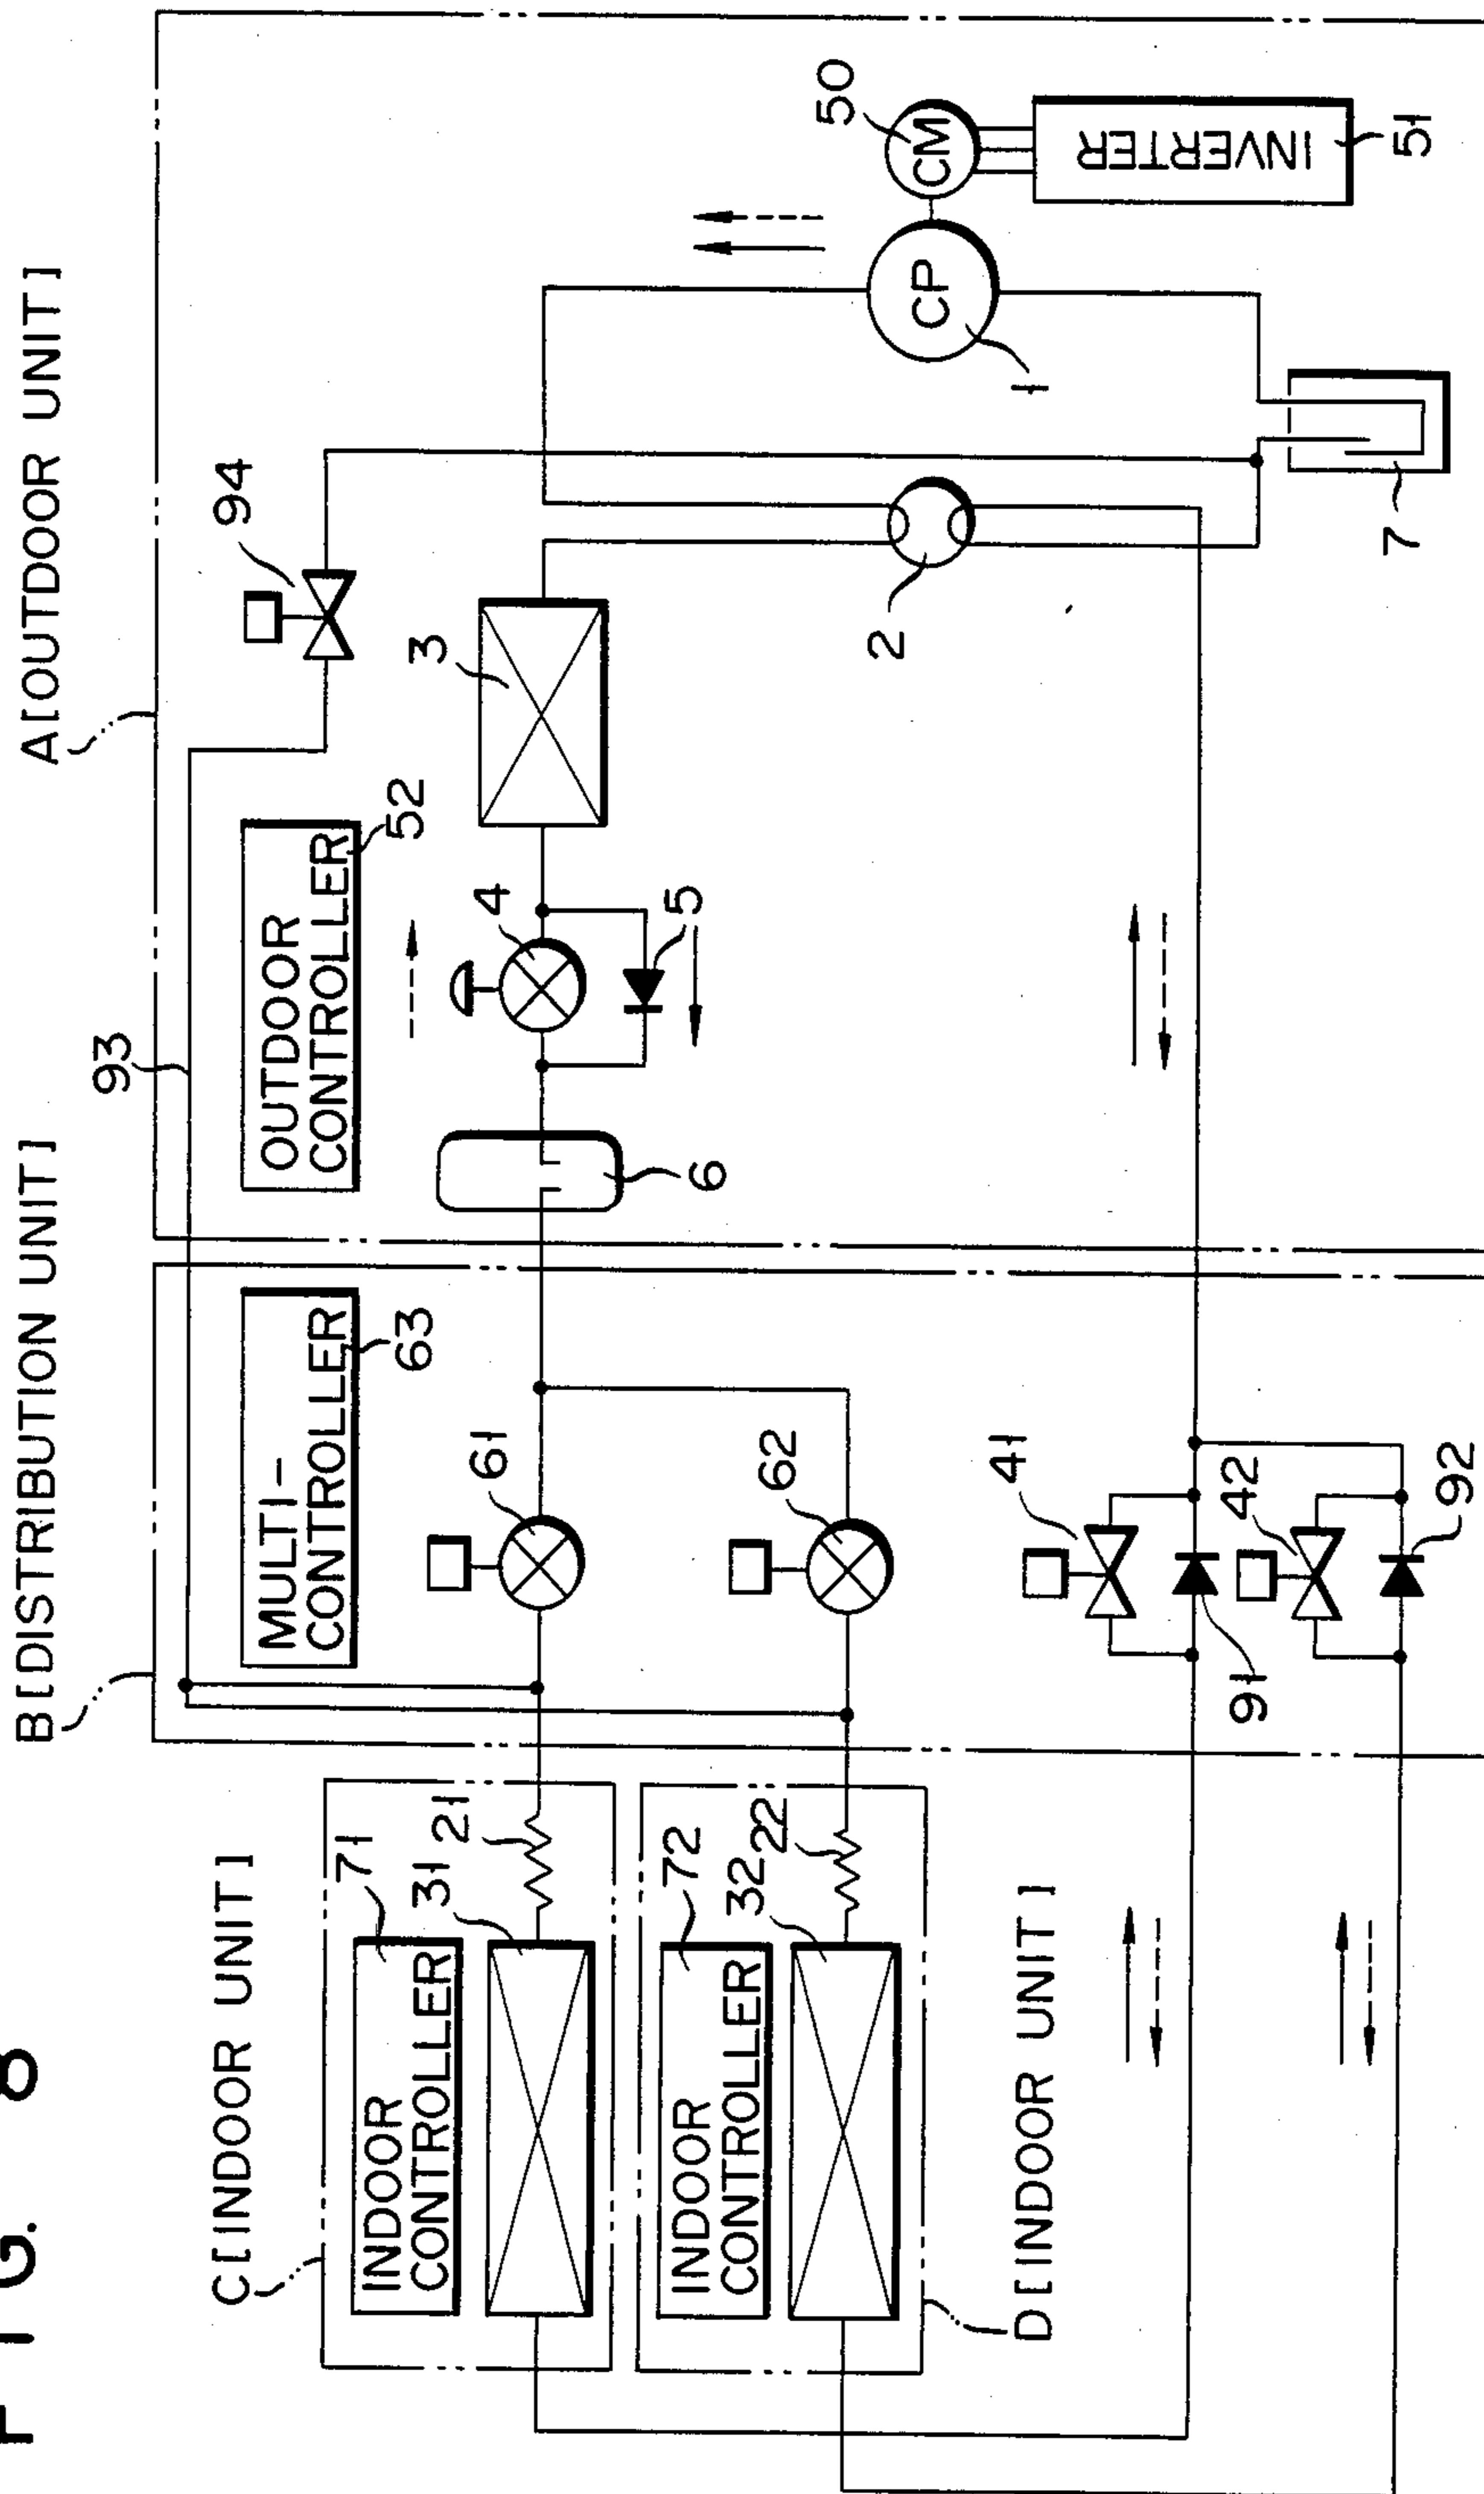 FIG. 8
C[INDOOR UNIT]
B[DISTRIBUTION UNIT]
A[OUTDOOR UNIT]
93
94
71
INDOOR
CONTROLLER
31
21
MULTI-
CONTROLLER
63
61
OUTDOOR
CONTROLLER
52
4
5
6
3
72
INDOOR
CONTROLLER
32
22
62
2
CP
1
CM
50
INVERTER
51
D[INDOOR UNIT]
41
91
42
92
7